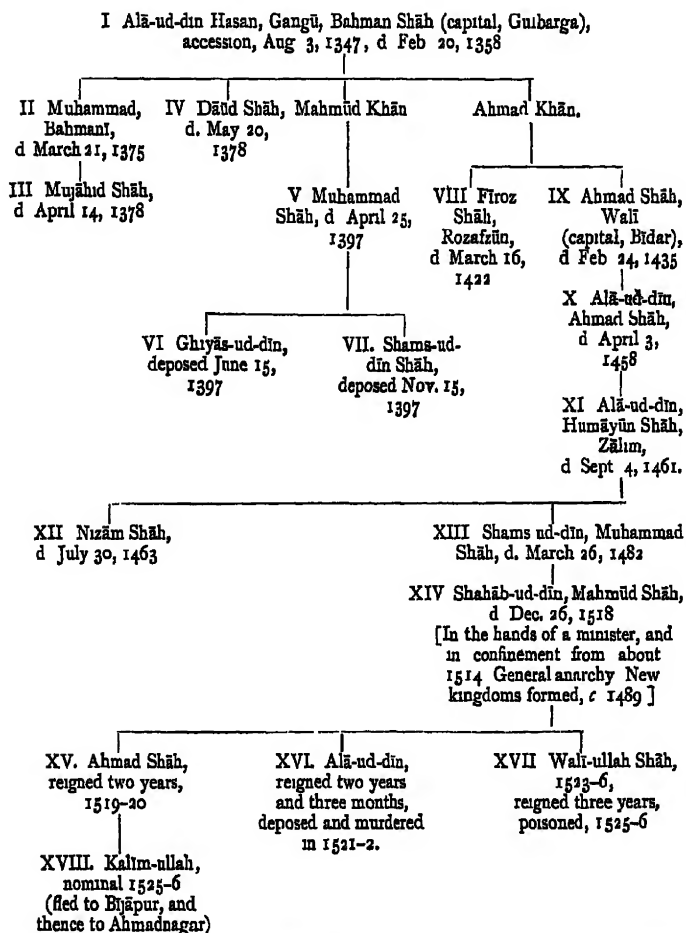 I Alā-ud-dīn Hasan, Gangū, Bahman Shāh (capital, Gulbarga),
accession, Aug 3, 1347, d Feb 20, 1358
II Muhammad,
Bahmanī,
d March 21, 1375
III Mujāhid Shāh,
d April 14, 1378
IV Dāūd Shāh,
d. May 20,
1378
Mahmūd Khān
V Muhammad
Shāh, d April 25,
1397
VI Ghiyās-ud-dīn,
deposed June 15,
1397
VII. Shams-ud-
dīn Shāh,
deposed Nov. 15,
1397
Ahmad Khān.
VIII Fīroz
Shāh,
Rozafzūn,
d March 16,
1422
IX Ahmad Shāh,
Walī
(capital, Bīdar),
d Feb 24, 1435
X Alā-ud-dīn,
Ahmad Shāh,
d April 3,
1458
XI Alā-ud-dīn,
Humāyūn Shāh,
Zālim,
d Sept 4, 1461.
XII Nizām Shāh,
d July 30, 1463
XIII Shams ud-dīn, Muhammad
Shāh, d. March 26, 1482
XIV Shahāb-ud-dīn, Mahmūd Shāh,
d Dec. 26, 1518
[In the hands of a minister, and
in confinement from about
1514 General anarchy New
kingdoms formed, c 1489 ]
XV. Ahmad Shāh,
reigned two years,
1519-20
XVI. Alā-ud-dīn,
reigned two years
and three months,
deposed and murdered
in 1521-2.
XVII Walī-ullah Shāh,
1523-6,
reigned three years,
poisoned, 1525-6
XVIII. Kalīm-ullah,
nominal 1525-6
(fled to Bījāpur, and
thence to Ahmadnagar)